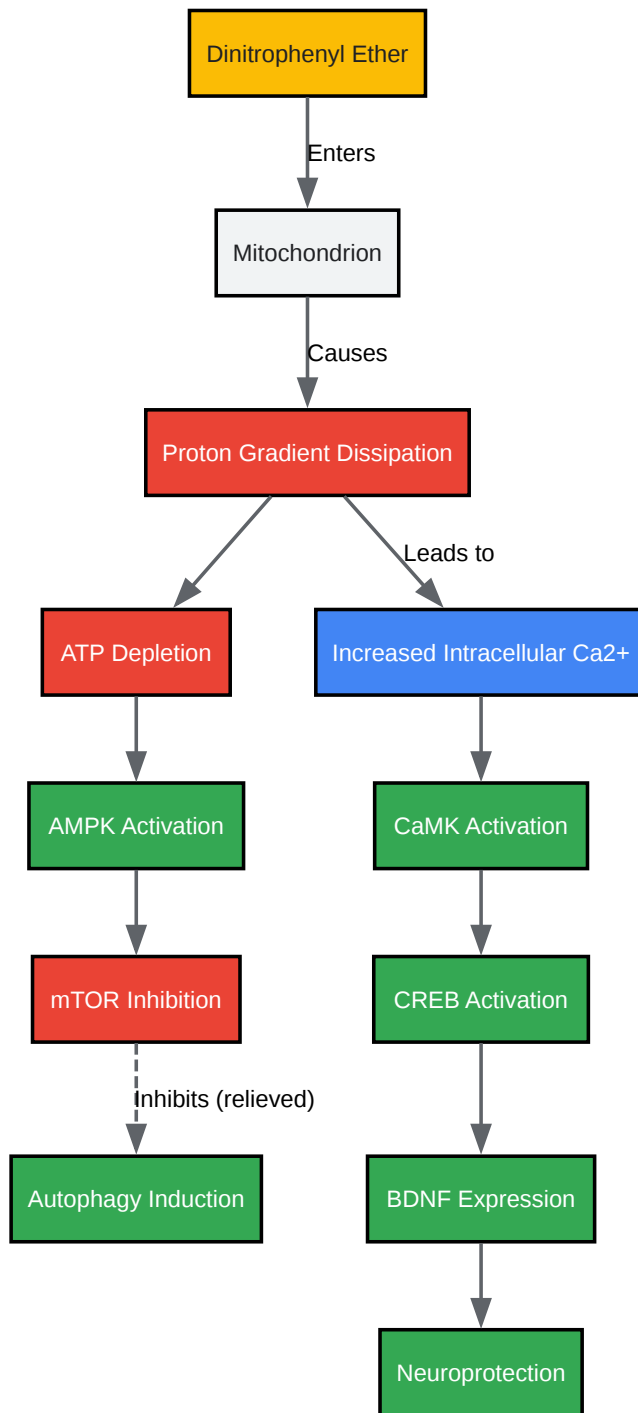 Dinitrophenyl Ether
Enters
Mitochondrion
Causes
Proton Gradient Dissipation
Leads to
ATP Depletion
Increased Intracellular Ca2+
AMPK Activation
CaMK Activation
mTOR Inhibition
CREB Activation
Inhibits (relieved)
Autophagy Induction
BDNF Expression
Neuroprotection